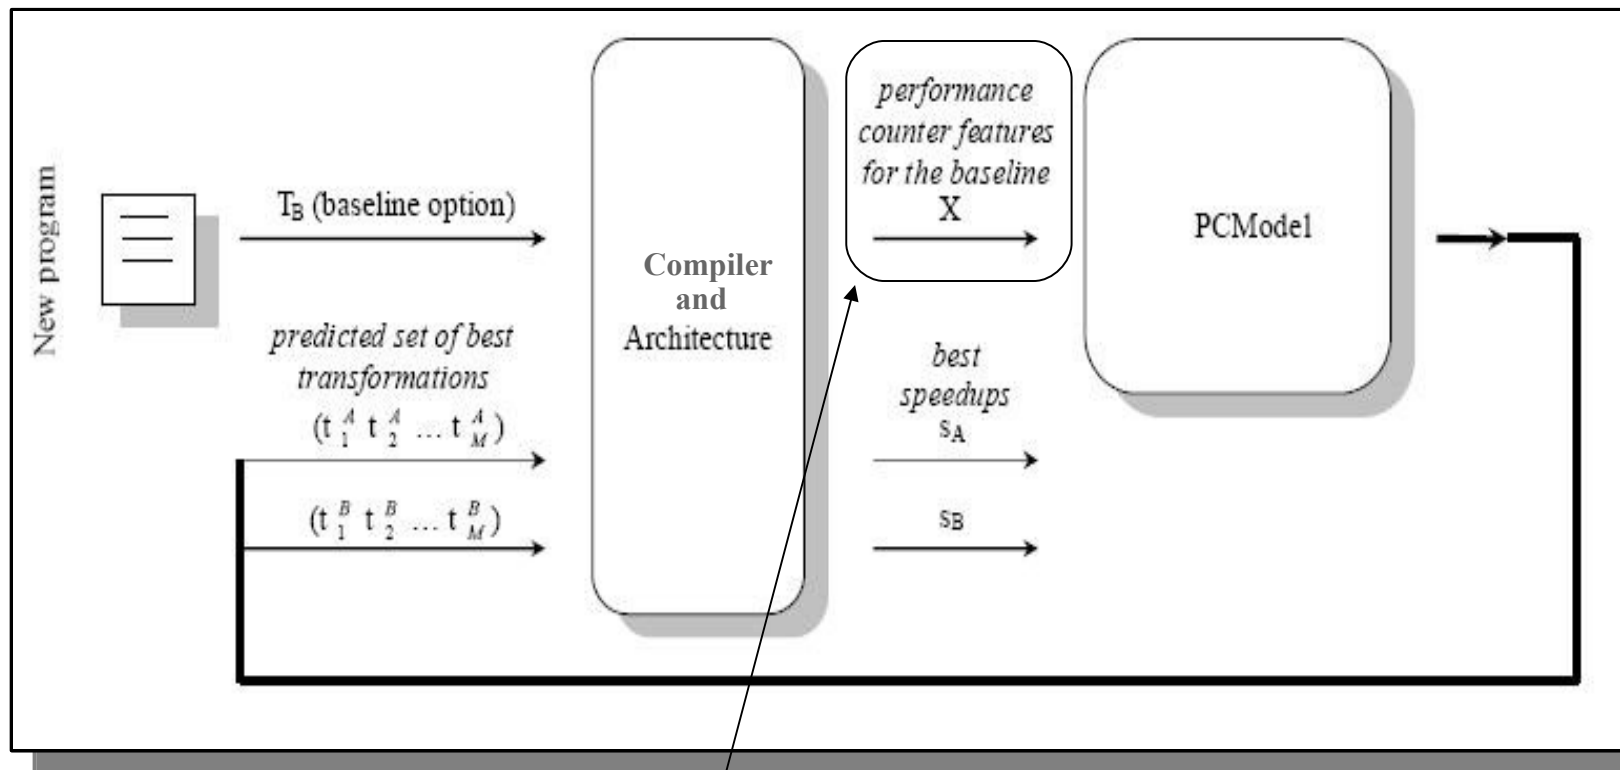 New program
T_B (baseline option)
predicted set of best
transformations
(t_1^A t_2^A ... t_M^A)
(t_1^B t_2^B ... t_M^B)
Compiler
and
Architecture
performance
counter features
for the baseline
X
best
speedups
s_A
s_B
PCModel